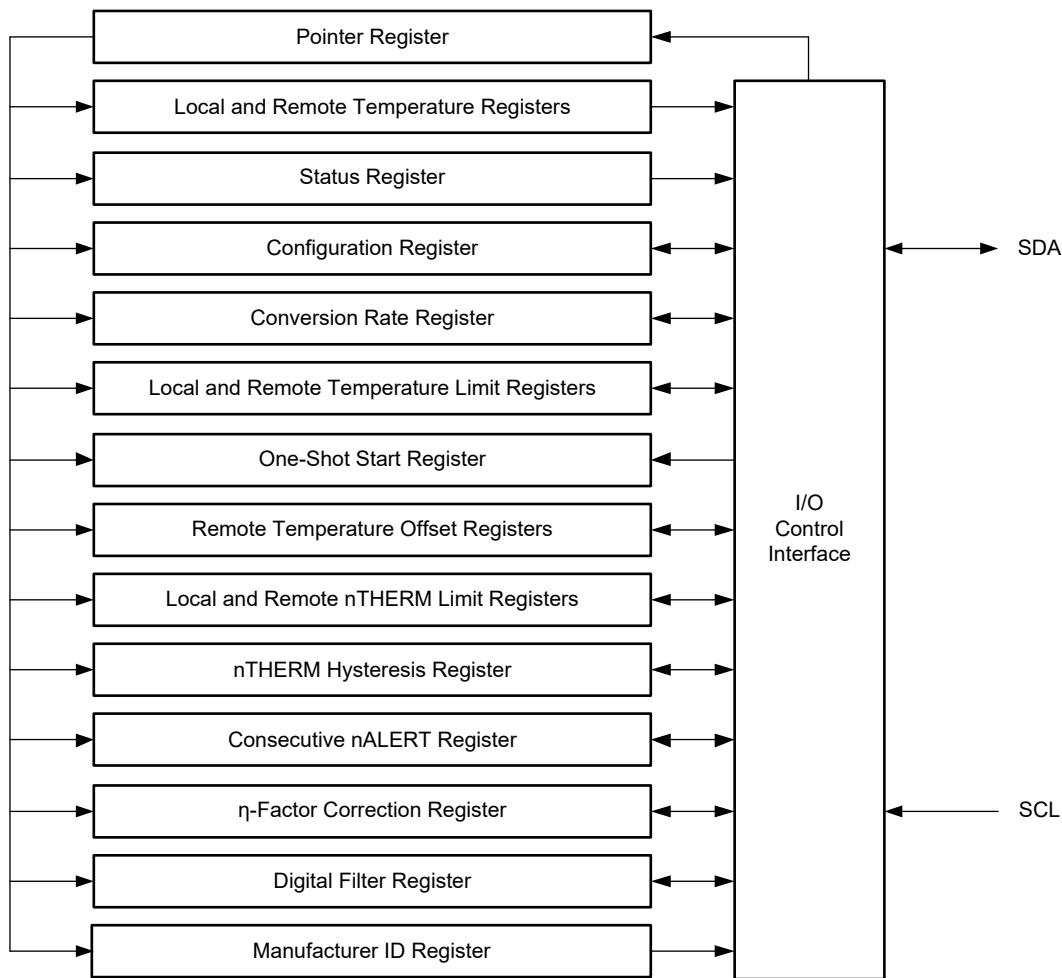 Pointer Register
Local and Remote Temperature Registers
Status Register
Configuration Register
SDA
Conversion Rate Register
Local and Remote Temperature Limit Registers
One-Shot Start Register
I/O
Control
Interface
Remote Temperature Offset Registers
Local and Remote nTHERM Limit Registers
nTHERM Hysteresis Register
Consecutive nALERT Register
η-Factor Correction Register
SCL
Digital Filter Register
Manufacturer ID Register